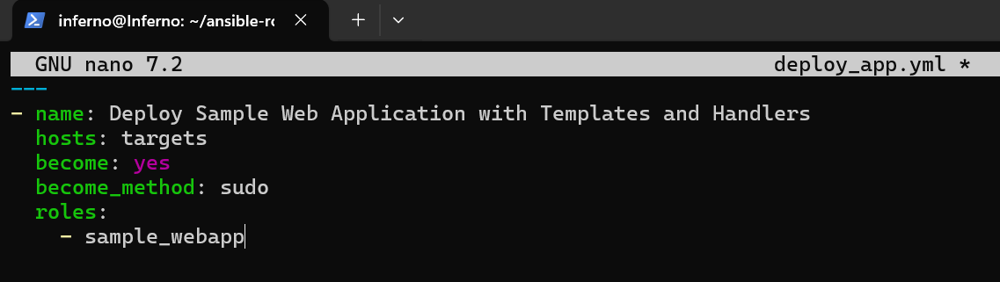 inferno@Inferno: ~/ansible-ro
GNU nano 7.2 deploy_app.yml *
---
- name: Deploy Sample Web Application with Templates and Handlers
  hosts: targets
  become: yes
  become_method: sudo
  roles:
    - sample_webapp